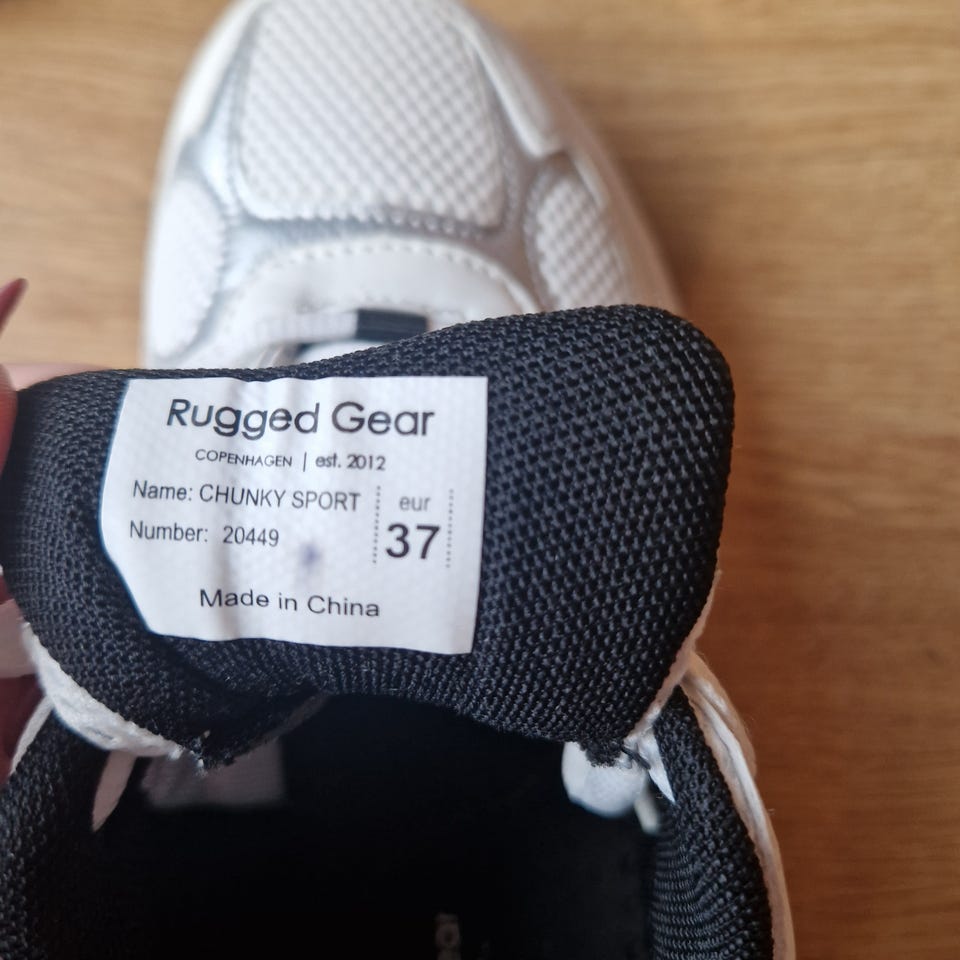 Rugged Gear
COPENHAGEN | est. 2012
Name: CHUNKY SPORT
Number: 20449
eur
37
Made in China